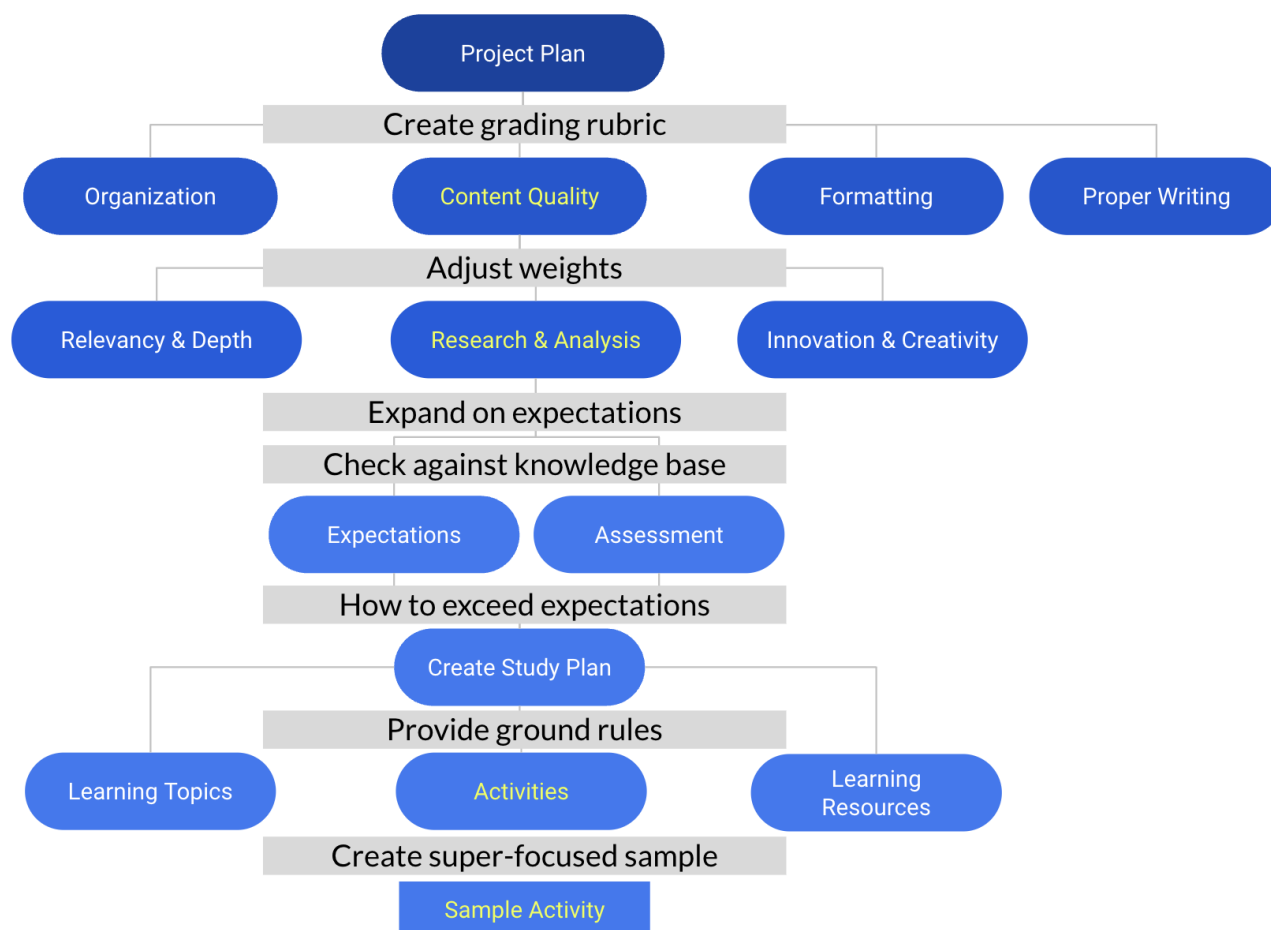 Project Plan
Create grading rubric
Organization
Content Quality
Formatting
Proper Writing
Adjust weights
Relevancy & Depth
Research & Analysis
Innovation & Creativity
Expand on expectations
Check against knowledge base
Expectations
Assessment
How to exceed expectations
Create Study Plan
Provide ground rules
Learning Topics
Activities
Learning
Resources
Create super-focused sample
Sample Activity